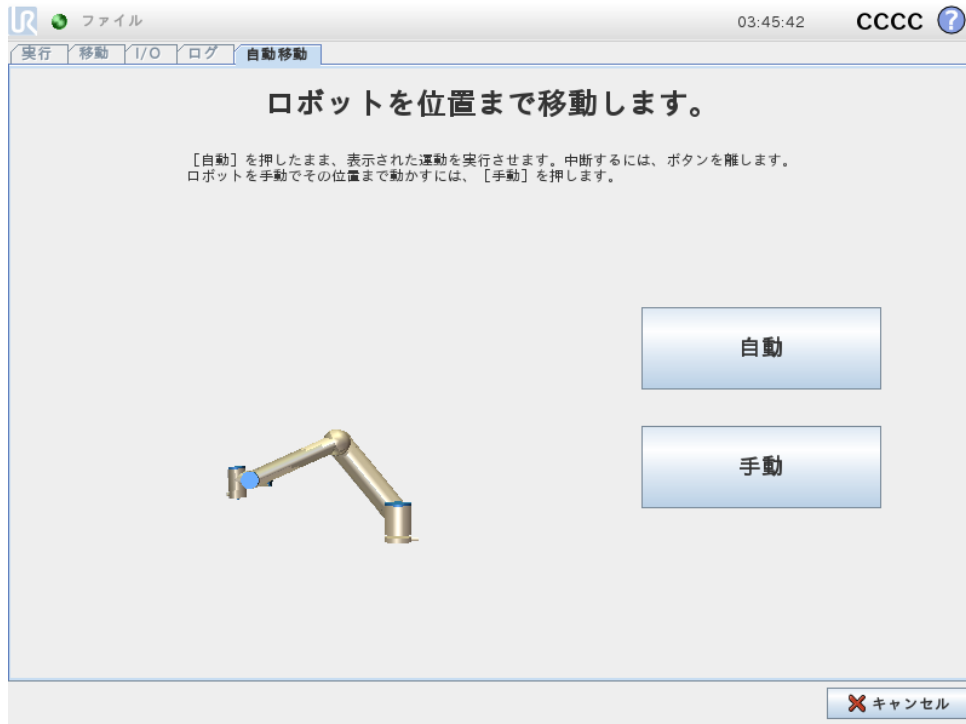 UR ファイル 03:45:42 CCCC ?
実行 移動 I/O ログ 自動移動
ロボットを位置まで移動します。
［自動］を押したまま、表示された運動を実行させます。中断するには、ボタンを離します。
ロボットを手動でその位置まで動かすには、［手動］を押します。
自動
手動
キャンセル